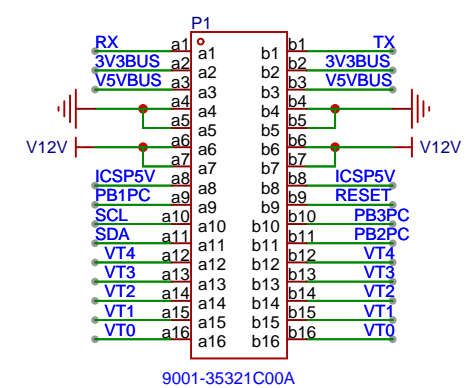 P1
RX a1 a1 b1 b1 TX
3V3BUS a2 a2 b2 b2 3V3BUS
V5VBUS a3 a3 b3 b3 V5VBUS
a4 a4 b4 b4
a5 a5 b5 b5
V12V a6 a6 b6 b6 V12V
a7 a7 b7 b7
ICSP5V a8 a8 b8 b8 ICSP5V
PB1PC a9 a9 b9 b9 RESET
SCL a10 a10 b10 b10 PB3PC
SDA a11 a11 b11 b11 PB2PC
VT4 a12 a12 b12 b12 VT4
VT3 a13 a13 b13 b13 VT3
VT2 a14 a14 b14 b14 VT2
VT1 a15 a15 b15 b15 VT1
VT0 a16 a16 b16 b16 VT0
9001-35321C00A